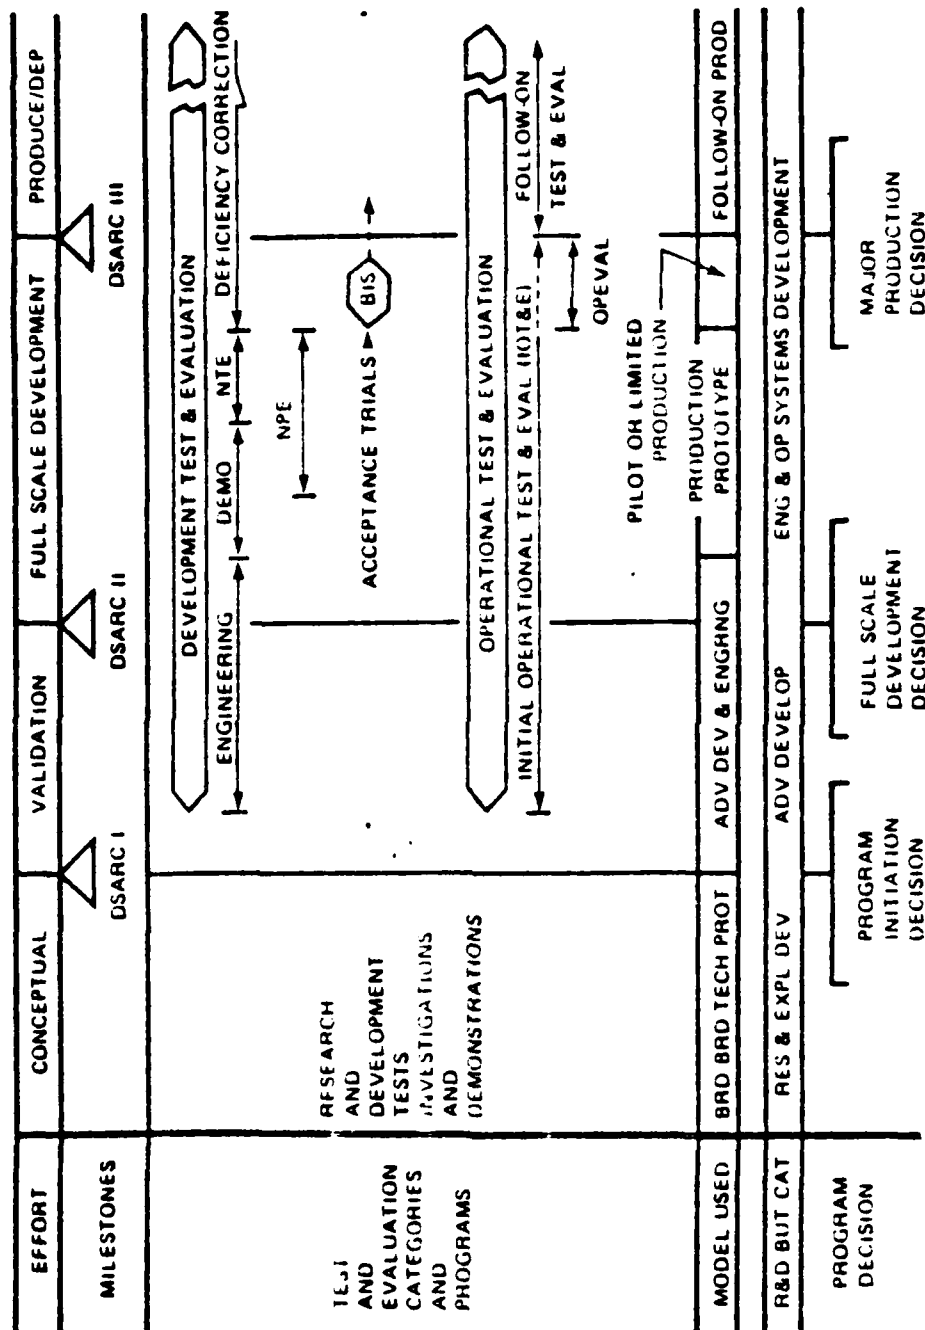 EFFORT
CONCEPTUAL
VALIDATION
FULL SCALE DEVELOPMENT
PRODUCE/DEP
MILESTONES
DSARC I
DSARC II
DSARC III
TEST
AND
EVALUATION
CATEGORIES
AND
PROGRAMS
RESEARCH
AND
DEVELOPMENT
TESTS
INVESTIGATIONS
AND
DEMONSTRATIONS
DEVELOPMENT TEST & EVALUATION
ENGINEERING
DEMO
NTE
DEFICIENCY CORRECTION
NPE
ACCEPTANCE TRIALS
BIS
OPERATIONAL TEST & EVALUATION
INITIAL OPERATIONAL TEST & EVAL (IOT&E)
FOLLOW-ON
TEST & EVAL
OPEVAL
PILOT OR LIMITED
PRODUCTION
MODEL USED
BRD BRD TECH PROT
ADV DEV & ENGRNG
PRODUCTION
PROTOTYPE
FOLLOW-ON PROD
R&D BUT CAT
RES & EXPL DEV
ADV DEVELOP
ENG & OP SYSTEMS DEVELOPMENT
PROGRAM
DECISION
PROGRAM
INITIATION
DECISION
FULL SCALE
DEVELOPMENT
DECISION
MAJOR
PRODUCTION
DECISION